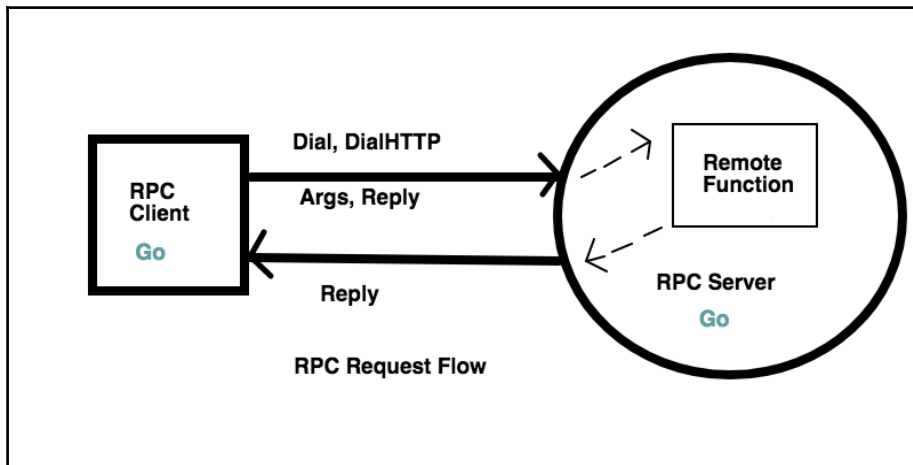 Dial, DialHTTP
RPC
Client
Go
Args, Reply
Reply
Remote
Function
RPC Server
Go
RPC Request Flow